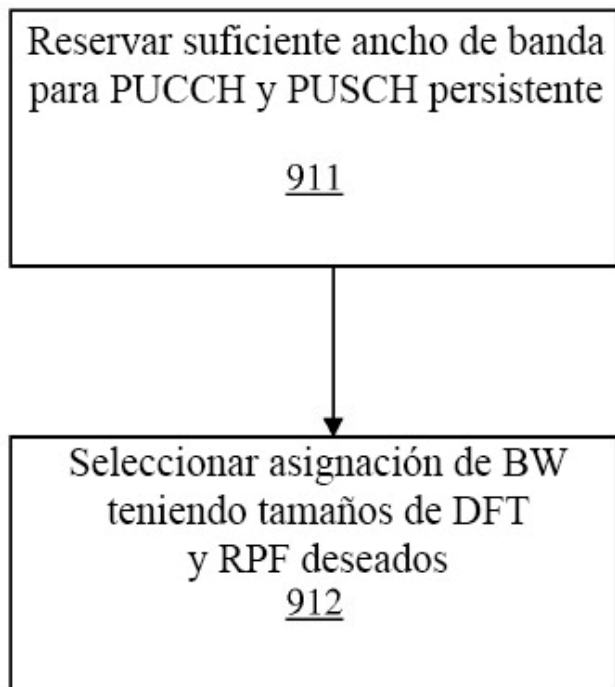 Reservar suficiente ancho de banda
para PUCCH y PUSCH persistente
911
Seleccionar asignación de BW
teniendo tamaños de DFT
y RPF deseados
912